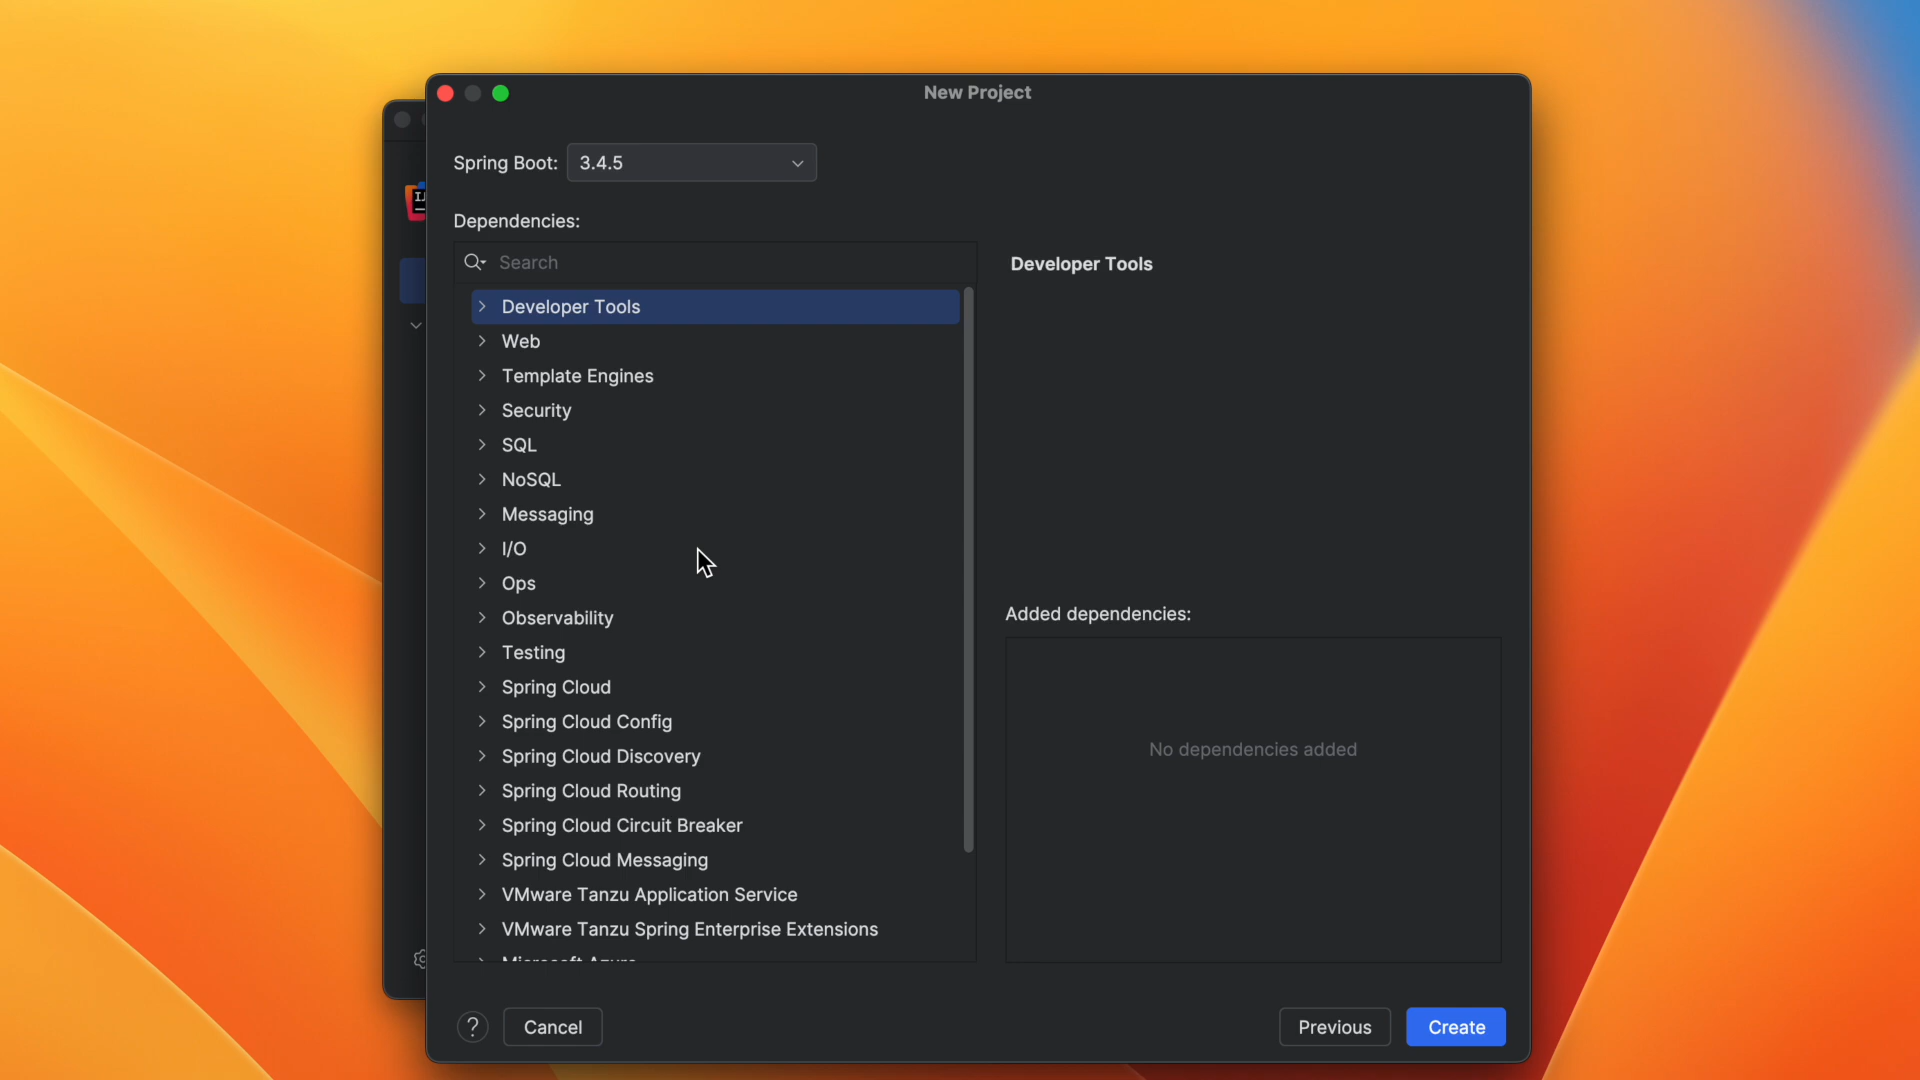 New Project
Spring Boot: 3.4.5
Dependencies:
Search
Developer Tools
Web
Template Engines
Security
SQL
NoSQL
Messaging
I/O
Ops
Observability
Testing
Spring Cloud
Spring Cloud Config
Spring Cloud Discovery
Spring Cloud Routing
Spring Cloud Circuit Breaker
Spring Cloud Messaging
VMware Tanzu Application Service
VMware Tanzu Spring Enterprise Extensions
Microsoft Azure
Developer Tools
Added dependencies:
No dependencies added
IJ
?
Cancel
Previous
Create